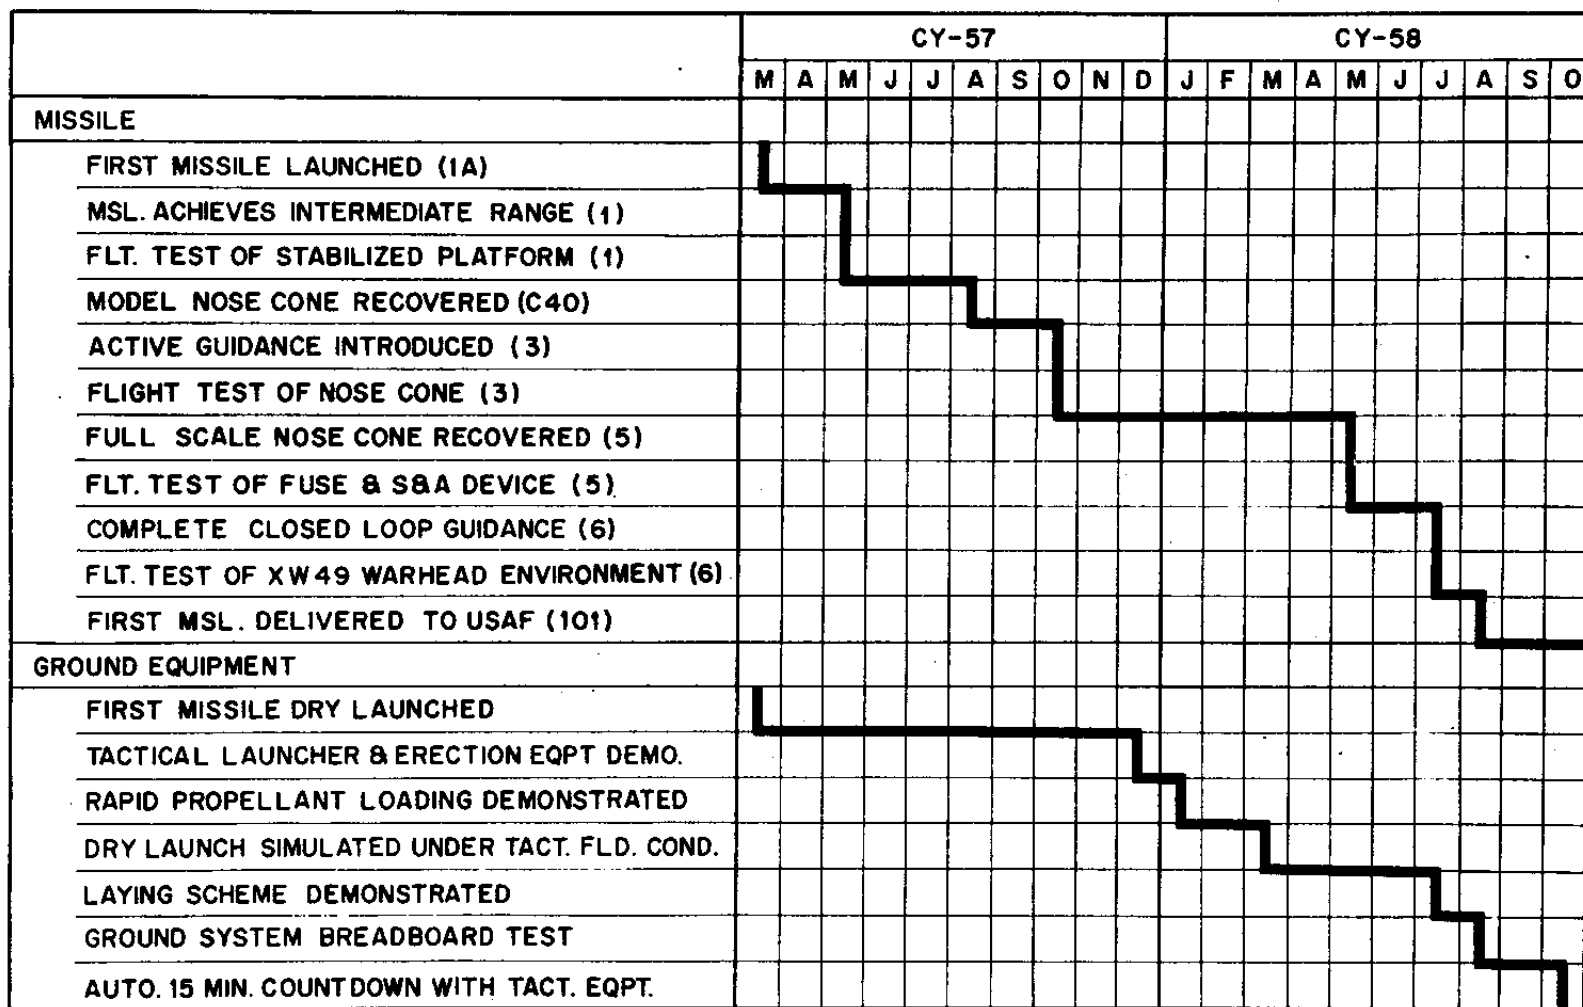 CY-57 CY-58
M A M J J A S O N D J F M A M J J A S O
MISSILE
FIRST MISSILE LAUNCHED (1A)
MSL. ACHIEVES INTERMEDIATE RANGE (1)
FLT. TEST OF STABILIZED PLATFORM (1)
MODEL NOSE CONE RECOVERED (C40)
ACTIVE GUIDANCE INTRODUCED (3)
FLIGHT TEST OF NOSE CONE (3)
FULL SCALE NOSE CONE RECOVERED (5)
FLT. TEST OF FUSE & S&A DEVICE (5)
COMPLETE CLOSED LOOP GUIDANCE (6)
FLT. TEST OF XW49 WARHEAD ENVIRONMENT (6)
FIRST MSL. DELIVERED TO USAF (101)
GROUND EQUIPMENT
FIRST MISSILE DRY LAUNCHED
TACTICAL LAUNCHER & ERECTION EQPT DEMO.
RAPID PROPELLANT LOADING DEMONSTRATED
DRY LAUNCH SIMULATED UNDER TACT. FLD. COND.
LAYING SCHEME DEMONSTRATED
GROUND SYSTEM BREADBOARD TEST
AUTO. 15 MIN. COUNTDOWN WITH TACT. EQPT.